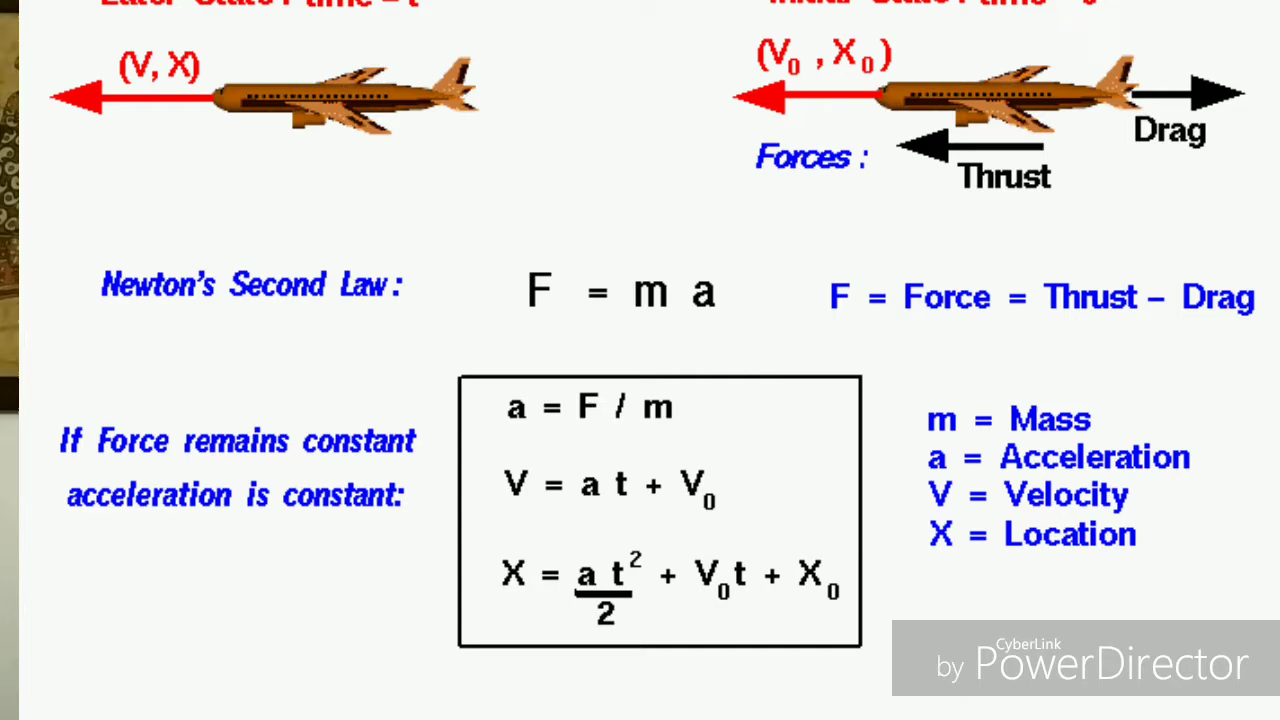 (V, X)
(V₀ , X₀)
Drag
Forces :
Thrust
Newton's Second Law :
F = m a
F = Force = Thrust – Drag
If Force remains constant
acceleration is constant:
a = F / m
V = a t + V₀
X = a t² / 2 + V₀t + X₀
m = Mass
a = Acceleration
V = Velocity
X = Location
CyberLink
by PowerDirector